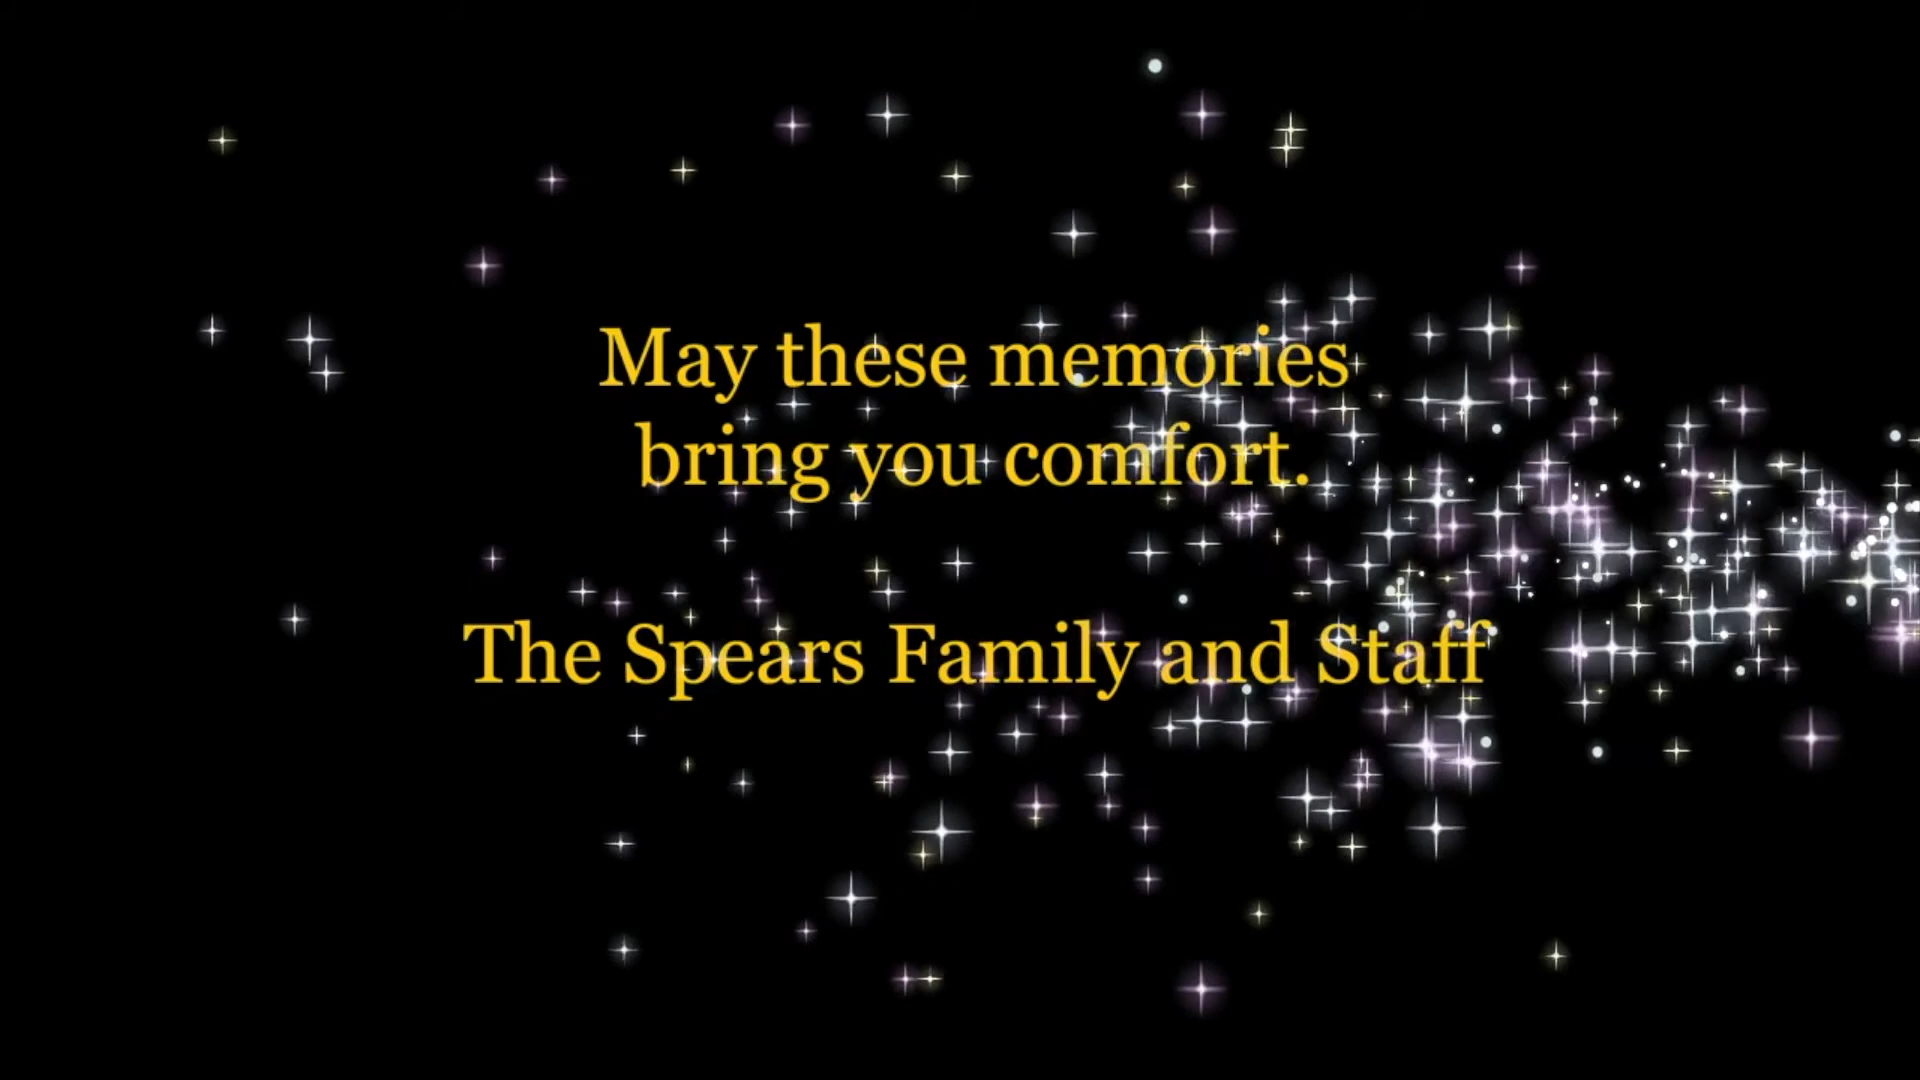 May these memories
bring you comfort.
The Spears Family and Staff